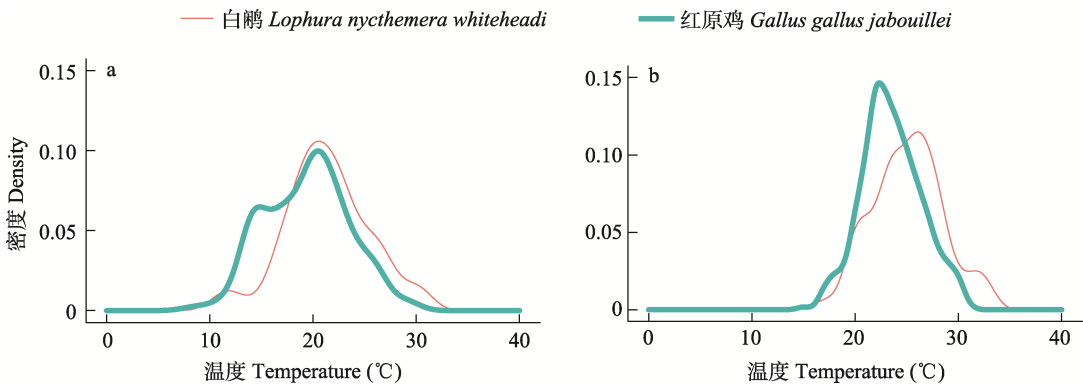 白鹇 Lophura nycthemera whiteheadi
红原鸡 Gallus gallus jabouillei
a
0.15
0.10
0.05
0
密度 Density
0 10 20 30 40
温度 Temperature (℃)
b
0.15
0.10
0.05
0
0 10 20 30 40
温度 Temperature (℃)